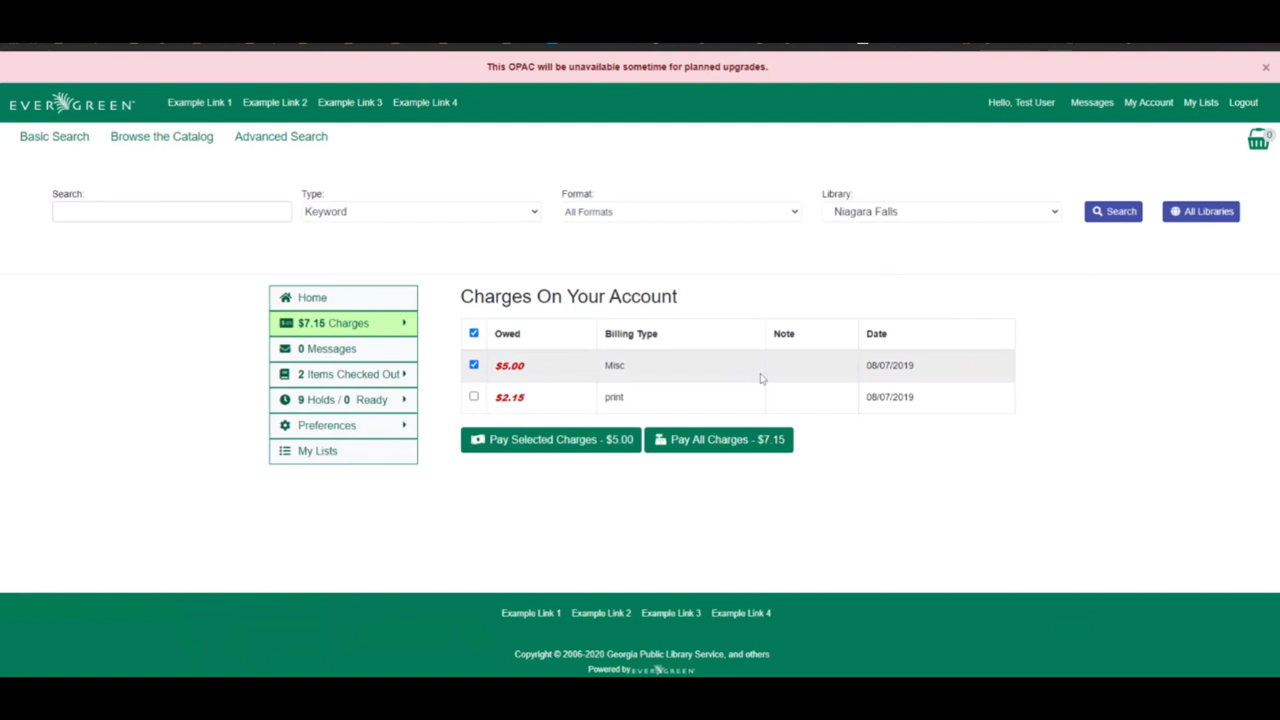 This OPAC will be unavailable sometime for planned upgrades. ×
EVERGREEN Example Link 1 Example Link 2 Example Link 3 Example Link 4 Hello, Test User Messages My Account My Lists Logout
Basic Search Browse the Catalog Advanced Search 0
Search: Type: Format: Library:
Keyword All Formats Niagara Falls Search All Libraries
Home
$7.15 Charges
0 Messages
2 Items Checked Out
9 Holds / 0 Ready
Preferences
My Lists
Charges On Your Account
Owed Billing Type Note Date
$5.00 Misc 08/07/2019
$2.15 print 08/07/2019
Pay Selected Charges - $5.00 Pay All Charges - $7.15
Example Link 1 Example Link 2 Example Link 3 Example Link 4
Copyright © 2006-2020 Georgia Public Library Service, and others
Powered by EVERGREEN